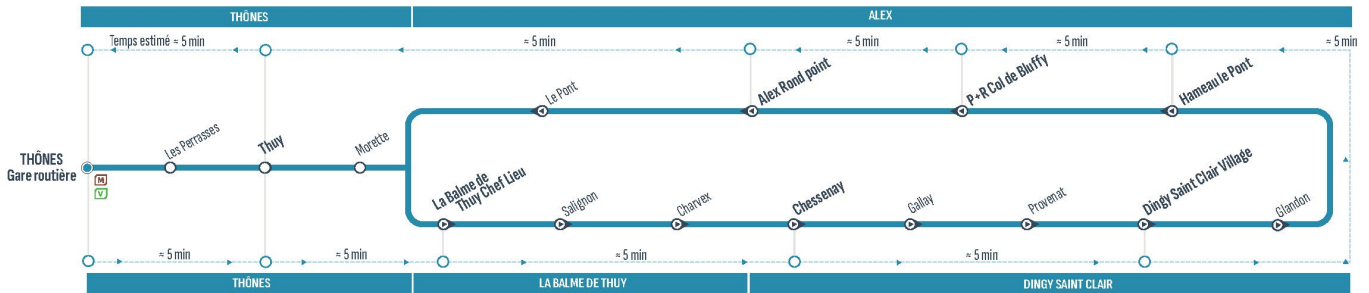 THÔNES
ALEX
Temps estimé ≈ 5 min
≈ 5 min
≈ 5 min
≈ 5 min
≈ 5 min
Le Pont
Alex Rond point
P+R Col de Bluffy
Hameau le Pont
THÔNES
Gare routière
Les Perrasses
Thuy
Morette
M
V
La Balme de
Thuy Chef Lieu
Salignon
Charvex
Chessenay
Gallay
Provenat
Dingy Saint Clair Village
Glandon
≈ 5 min
≈ 5 min
≈ 5 min
≈ 5 min
THÔNES
LA BALME DE THUY
DINGY SAINT CLAIR